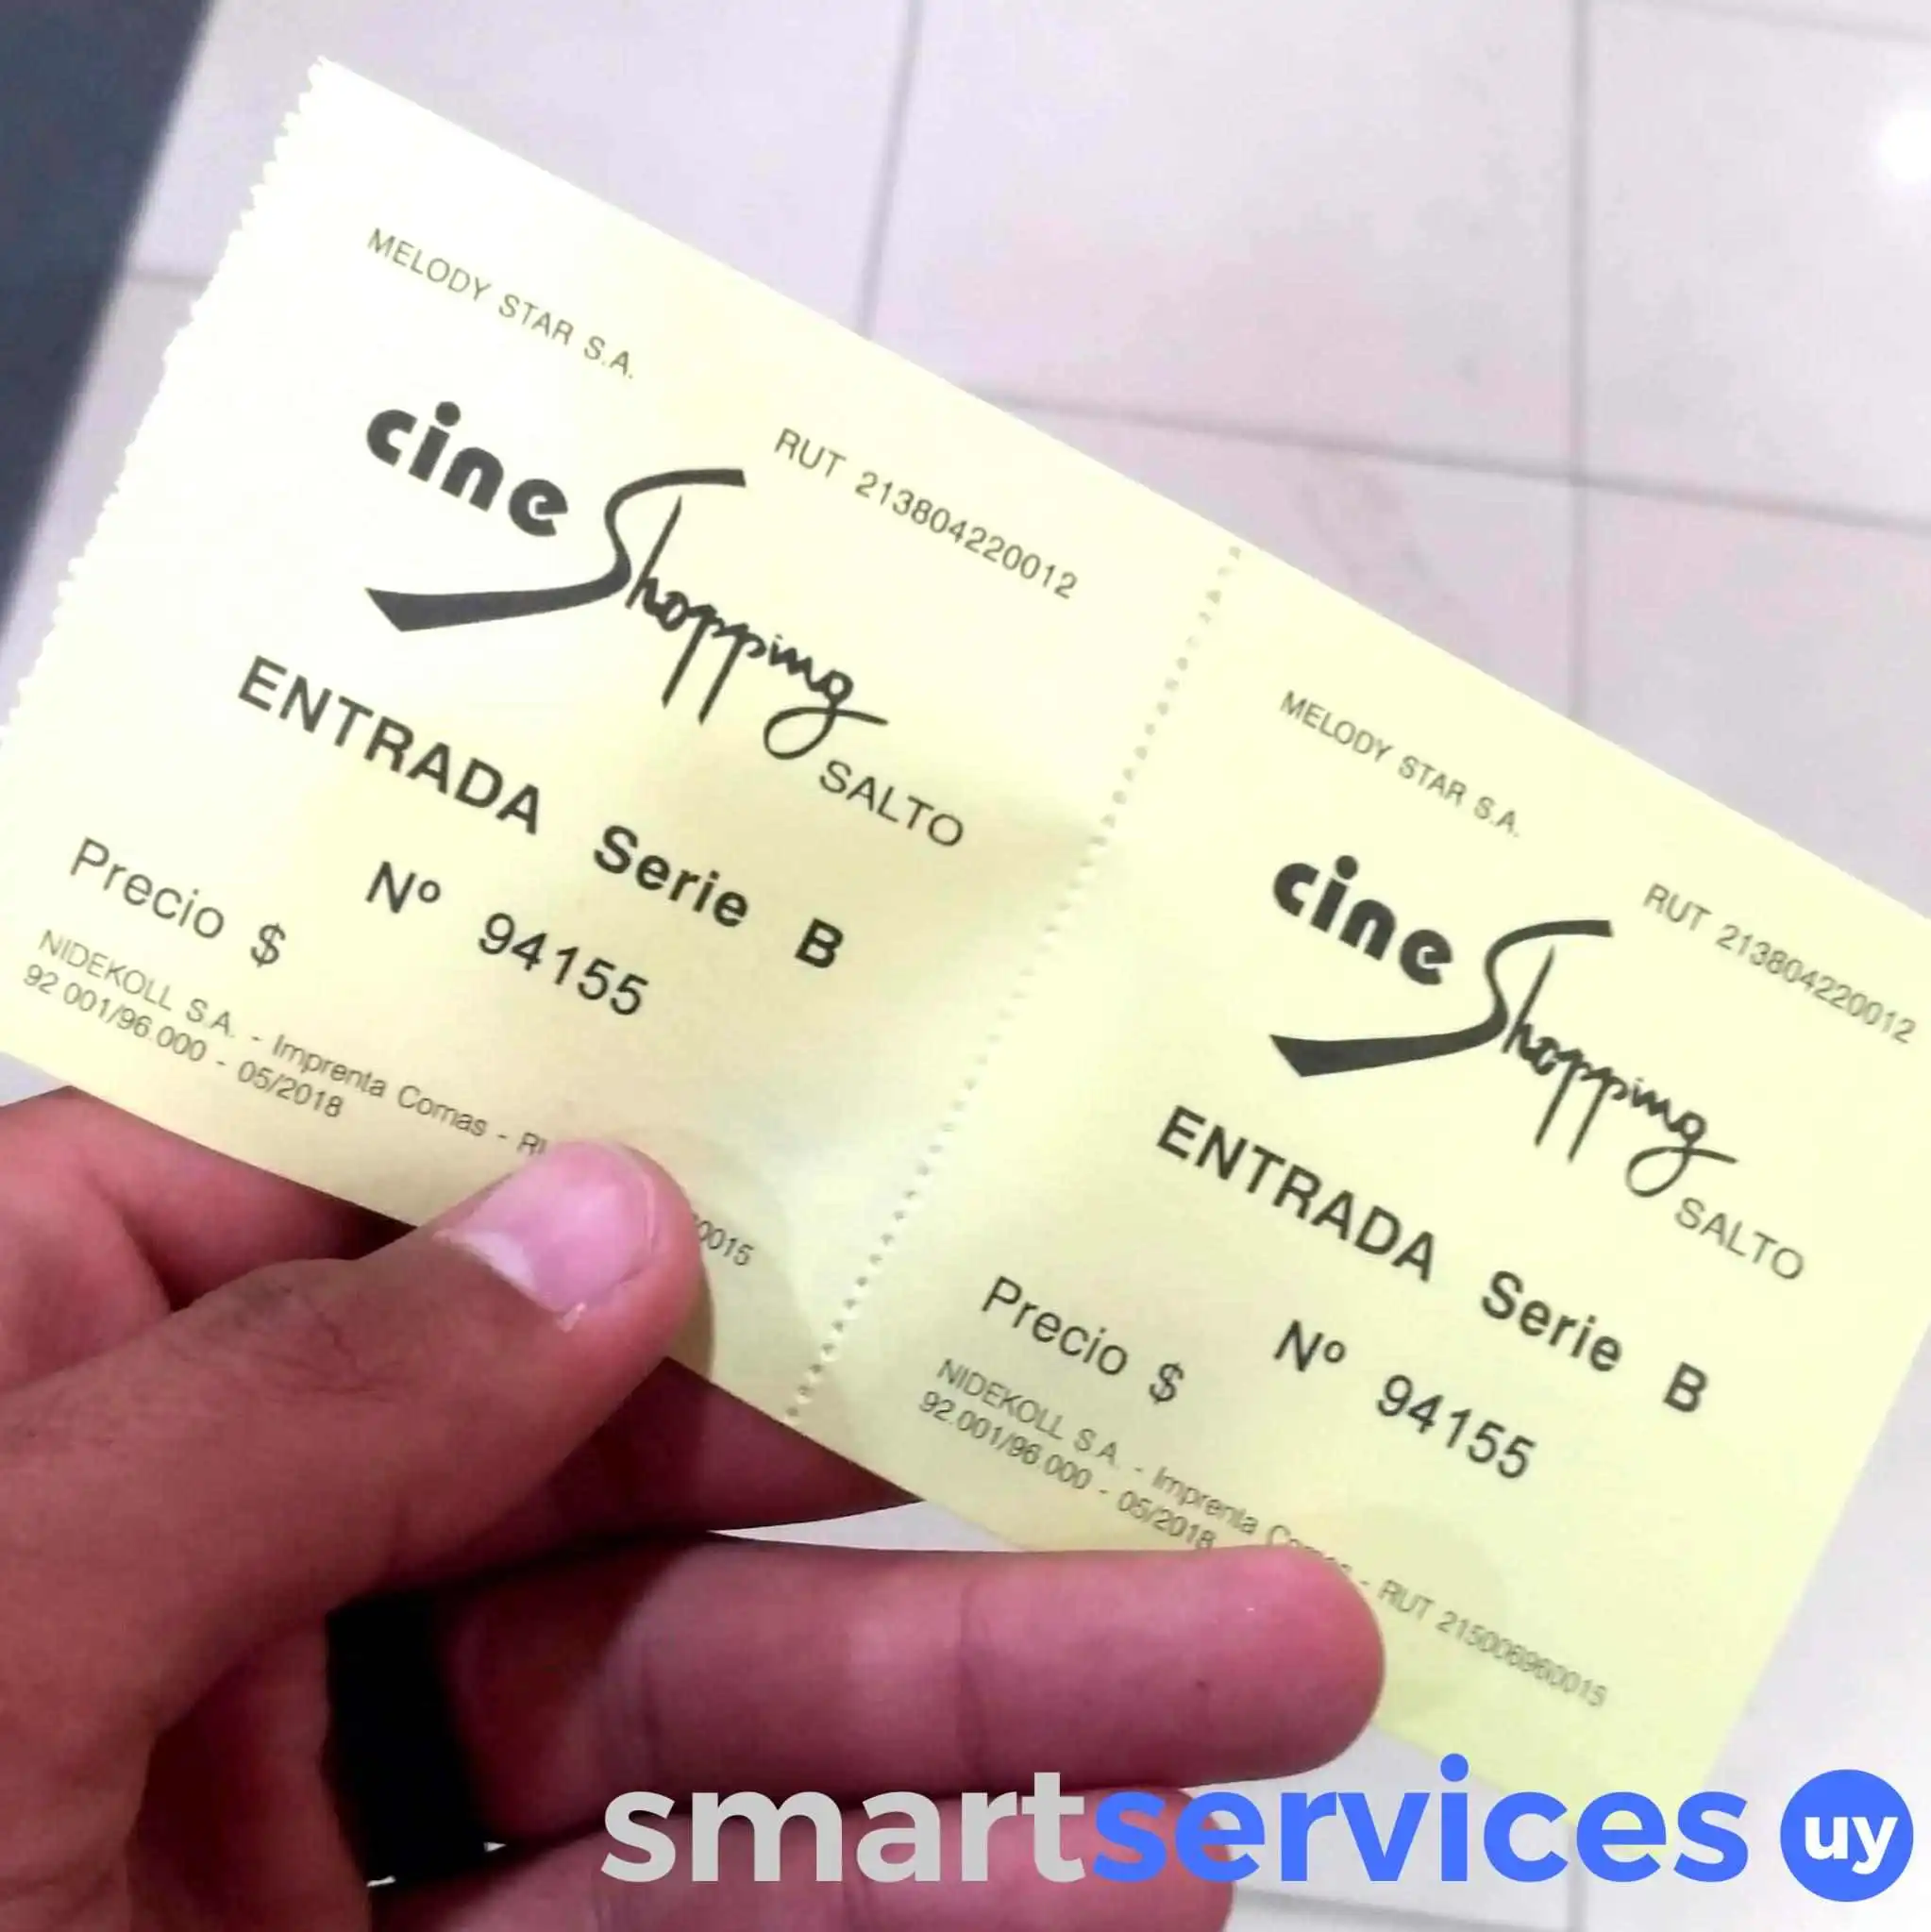 MELODY STAR S.A.
RUT 213804220012
cine Shopping
SALTO
ENTRADA Serie B
Precio $ Nº 94155
NIDEKOLL S.A. - Imprenta Comas -
92.001/96.000 - 05/2018
MELODY STAR S.A.
RUT 213804220012
cine Shopping
SALTO
ENTRADA Serie B
Precio $ Nº 94155
NIDEKOLL S.A. - Imprenta - RUT 215006960015
92.001/96.000 - 05/2018
smartservices uy